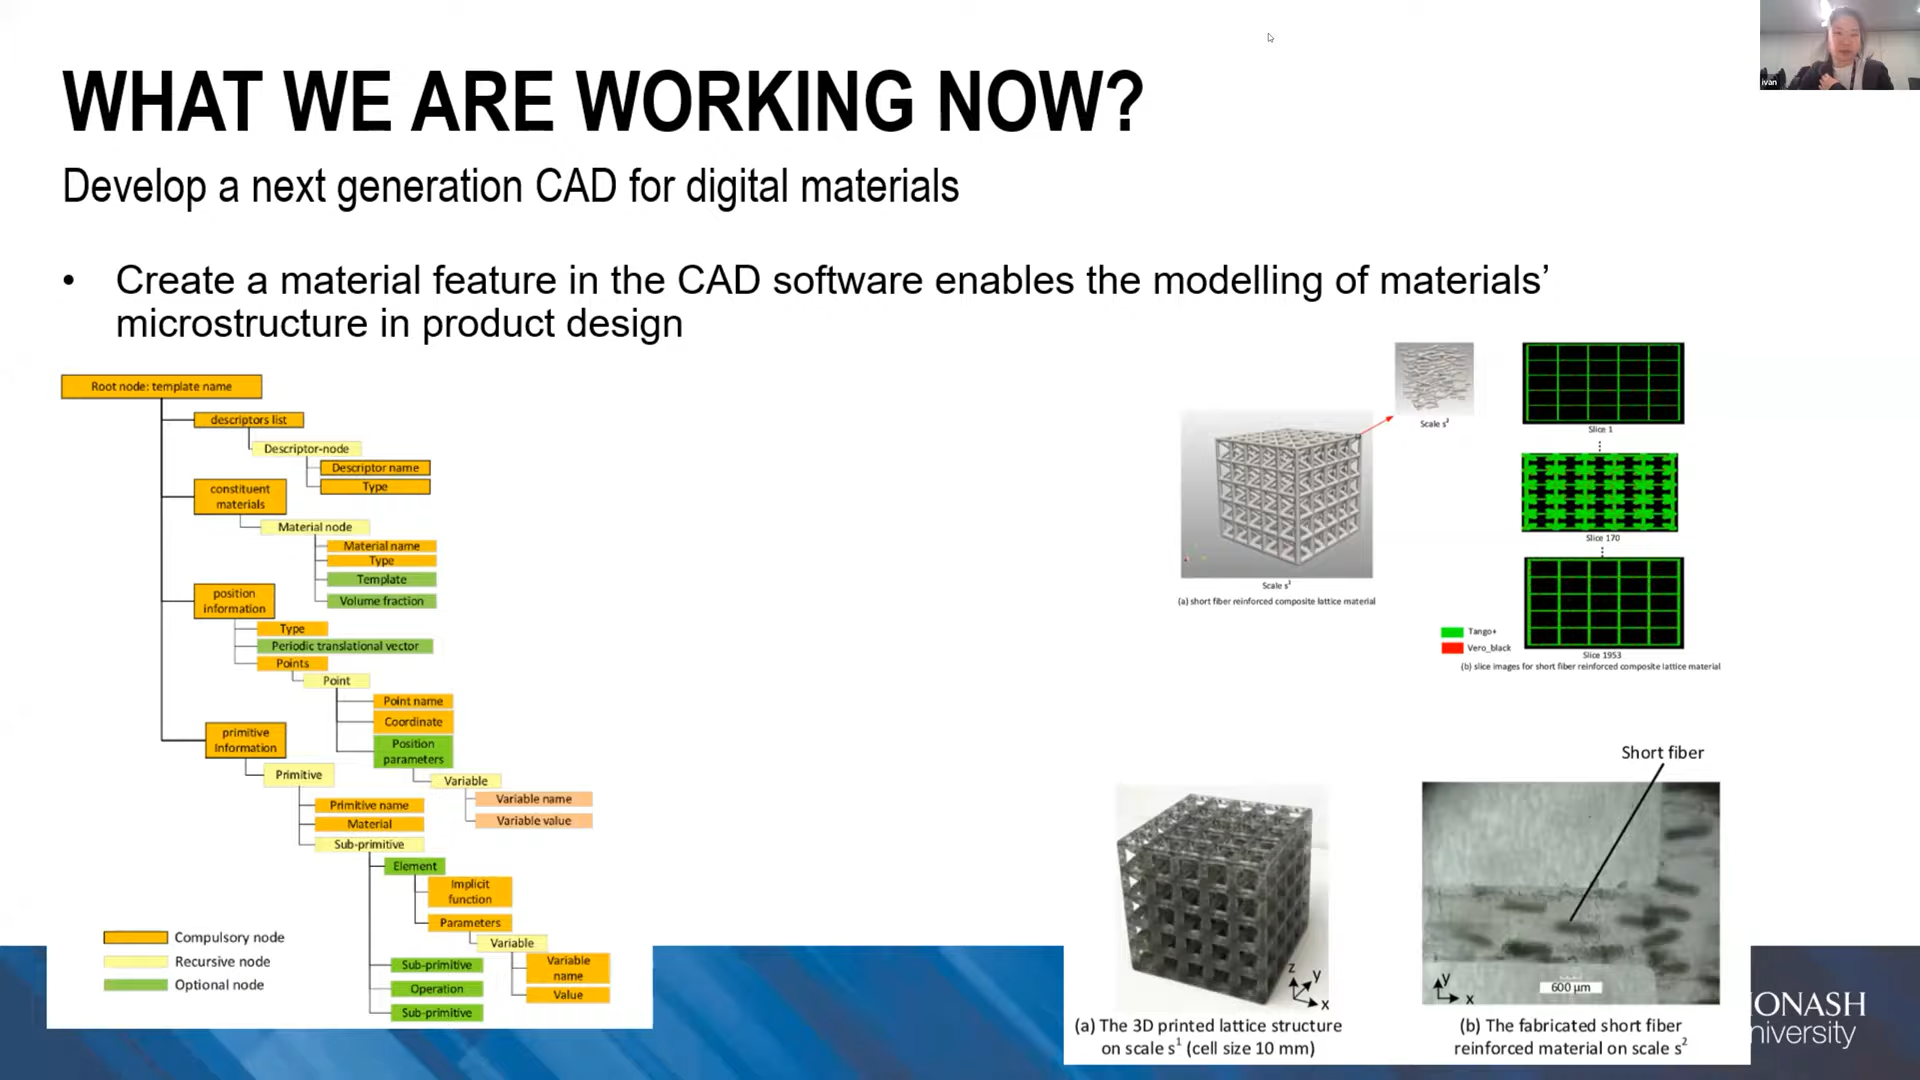 WHAT WE ARE WORKING NOW?
Develop a next generation CAD for digital materials
• Create a material feature in the CAD software enables the modelling of materials’
microstructure in product design
Root node: template name
descriptors list
Descriptor-node
Descriptor name
Type
constituent
materials
Material node
Material name
Type
Template
Volume fraction
position
information
Type
Periodic translational vector
Points
Point
Point name
Coordinate
Position
parameters
Variable
Variable name
Variable value
primitive
Information
Primitive
Primitive name
Material
Sub-primitive
Element
Implicit
function
Parameters
Variable
Variable
name
Value
Sub-primitive
Operation
Sub-primitive
Compulsory node
Recursive node
Optional node
Scale s²
Scale s¹
(a) short fiber reinforced composite lattice material
Slice 1
Slice 170
Slice 1953
Tango+
Vero_black
(b) slice images for short fiber reinforced composite lattice material
Short fiber
z
y
x
(a) The 3D printed lattice structure
on scale s¹ (cell size 10 mm)
y
x
600 µm
(b) The fabricated short fiber
reinforced material on scale s²
ONASH
niversity
ivan